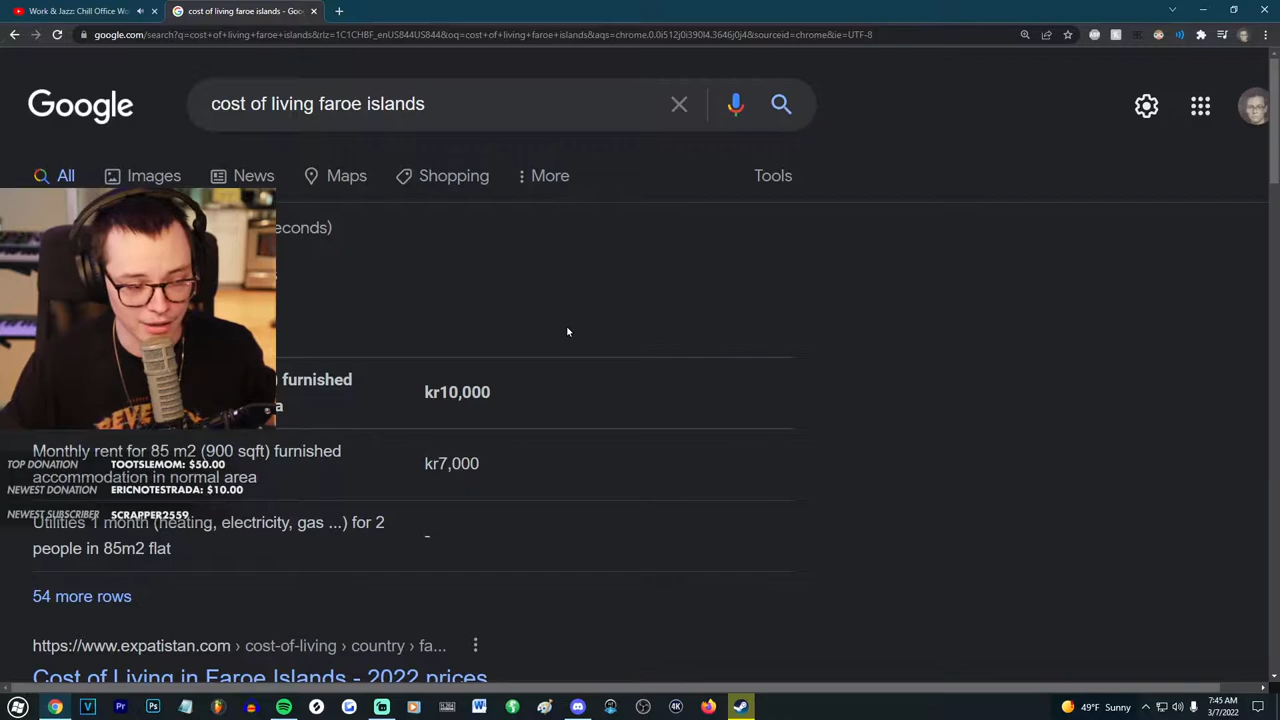 Work & Jazz: Chill Office Wo
cost of living faroe islands - Goo
google.com/search?q=cost+of+living+faroe+islands&rlz=1C1CHBF_enUS844US844&oq=cost+of+living+faroe+islands&aqs=chrome.0.0i512j0i390l4.3646j0j4&sourceid=chrome&ie=UTF-8
Google
cost of living faroe islands
All
Images
News
Maps
Shopping
More
Tools
econds)
furnished
kr10,000
a
Monthly rent for 85 m2 (900 sqft) furnished
accommodation in normal area
kr7,000
TOP DONATION TOOTSLEMOM: $50.00
NEWEST DONATION ERICNOTESTRADA: $10.00
NEWEST SUBSCRIBER SCRAPPER2559
Utilities 1 month (heating, electricity, gas ...) for 2
people in 85m2 flat
-
54 more rows
https://www.expatistan.com › cost-of-living › country › fa...
Cost of Living in Faroe Islands - 2022 prices
49°F Sunny
7:45 AM
3/7/2022